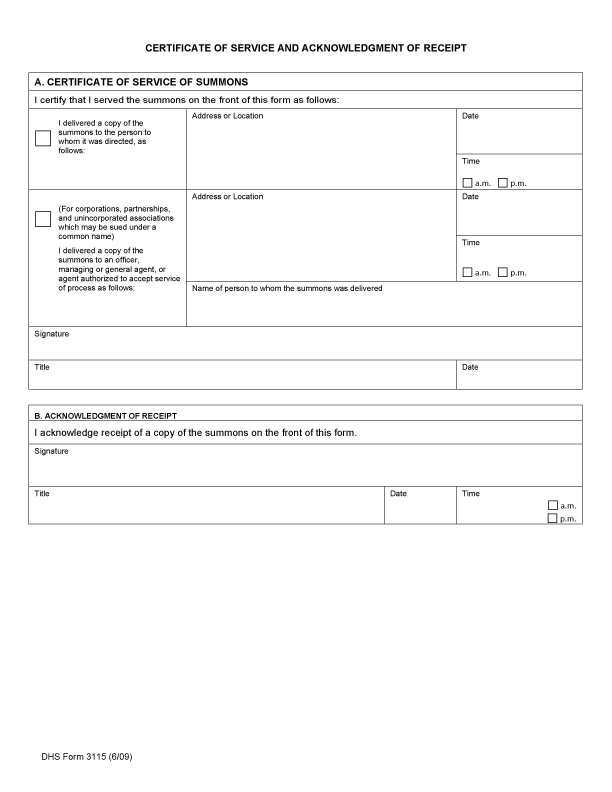 CERTIFICATE OF SERVICE AND ACKNOWLEDGMENT OF RECEIPT
A. CERTIFICATE OF SERVICE OF SUMMONS
I certify that I served the summons on the front of this form as follows:
I delivered a copy of the
summons to the person to
whom it was directed, as
follows:
Address or Location
Date
Time
a.m. p.m.
(For corporations, partnerships,
and unincorporated associations
which may be sued under a
common name)
I delivered a copy of the
summons to an officer,
managing or general agent, or
agent authorized to accept service
of process as follows:
Address or Location
Date
Time
a.m. p.m.
Name of person to whom the summons was delivered
Signature
Title
Date
B. ACKNOWLEDGMENT OF RECEIPT
I acknowledge receipt of a copy of the summons on the front of this form.
Signature
Title
Date
Time
a.m.
p.m.
DHS Form 3115 (6/09)